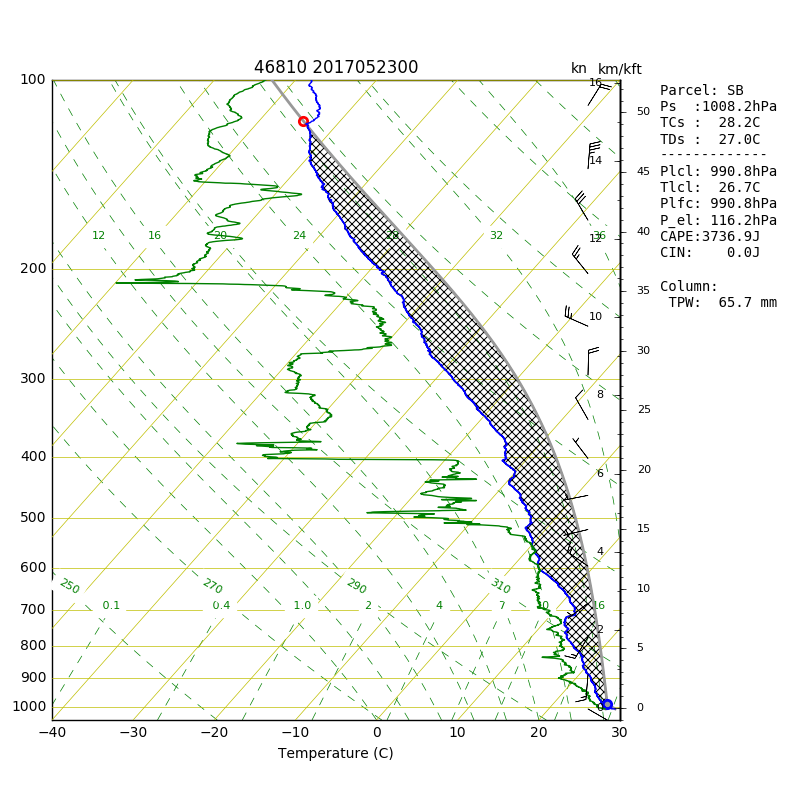 46810 2017052300
kn km/kft
Parcel: SB
Ps :1008.2hPa
TCs : 28.2C
TDs : 27.0C
-------------
Plcl: 990.8hPa
Tlcl: 26.7C
Plfc: 990.8hPa
P_el: 116.2hPa
CAPE:3736.9J
CIN: 0.0J
Column:
TPW: 65.7 mm
100
200
300
400
500
600
700
800
900
1000
12 16 20 24 28 32 36
250 270 290 310
0.1 0.4 1.0 2 4 7 10 16
16
14
12
10
8
6
4
2
0
50
45
40
35
30
25
20
15
10
5
0
−40 −30 −20 −10 0 10 20 30
Temperature (C)